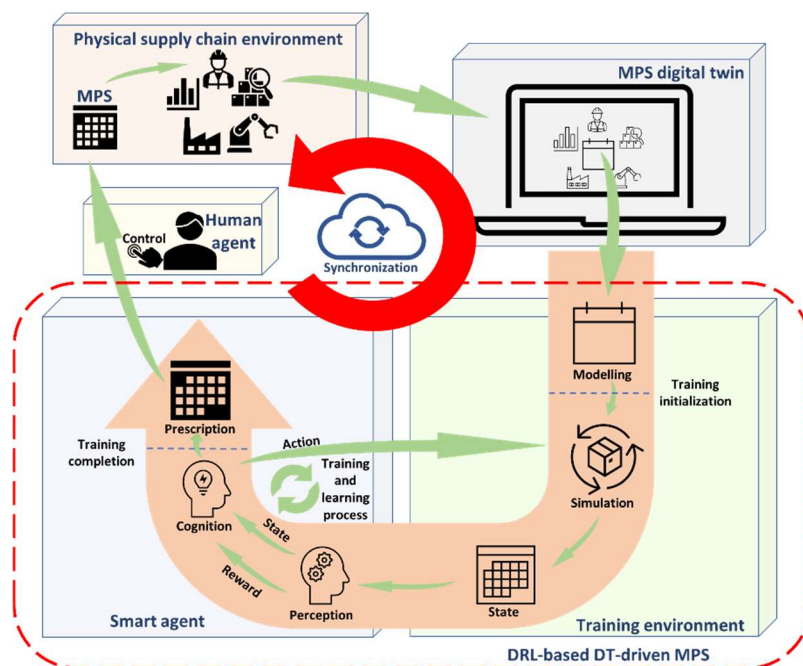 Physical supply chain environment
MPS
MPS digital twin
Human
agent
Control
Synchronization
Modelling
Training
initialization
Prescription
Training
completion
Action
Training
and
learning
process
Simulation
Cognition
State
Reward
Perception
State
Smart agent
Training environment
DRL-based DT-driven MPS